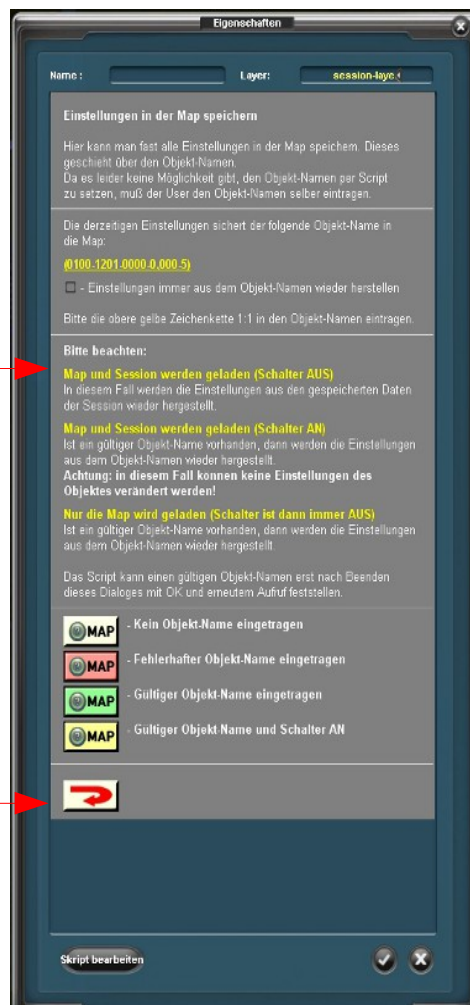 Eigenschaften
Name :
Layer:
session-laye
Einstellungen in der Map speichern
Hier kann man fast alle Einstellungen in der Map speichern. Dieses
geschieht über den Objekt-Namen.
Da es leider keine Möglichkeit gibt, den Objekt-Namen per Script
zu setzen, muß der User den Objekt-Namen selber eintragen.
Die derzeitigen Einstellungen sichert der folgende Objekt-Name in
die Map:
(0100-1201-0000-0,000-5)
- Einstellungen immer aus dem Objekt-Namen wieder herstellen
Bitte die obere gelbe Zeichenkette 1:1 in den Objekt-Namen eintragen.
Bitte beachten:
Map und Session werden geladen (Schalter AUS)
In diesem Fall werden die Einstellungen aus den gespeicherten Daten
der Session wieder hergestellt.
Map und Session werden geladen (Schalter AN)
Ist ein gültiger Objekt-Name vorhanden, dann werden die Einstellungen
aus dem Objekt-Namen wieder hergestellt.
Achtung: in diesem Fall können keine Einstellungen des
Objektes verändert werden!
Nur die Map wird geladen (Schalter ist dann immer AUS)
Ist ein gültiger Objekt-Name vorhanden, dann werden die Einstellungen
aus dem Objekt-Namen wieder hergestellt.
Das Script kann einen gültigen Objekt-Namen erst nach Beenden
dieses Dialoges mit OK und erneutem Aufruf feststellen.
MAP - Kein Objekt-Name eingetragen
MAP - Fehlerhafter Objekt-Name eingetragen
MAP - Gültiger Objekt-Name eingetragen
MAP - Gültiger Objekt-Name und Schalter AN
Skript bearbeiten